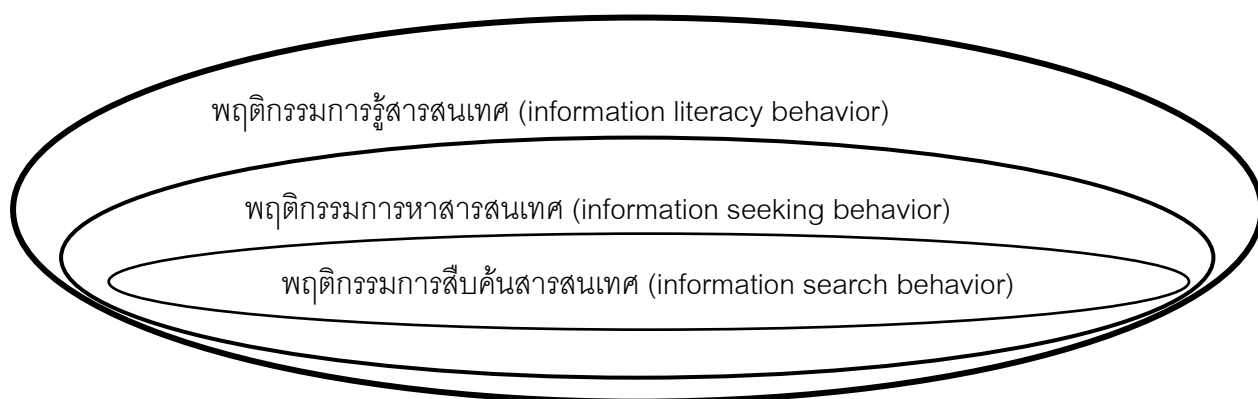 พฤติกรรมการรู้สารสนเทศ (information literacy behavior)
พฤติกรรมการหาสารสนเทศ (information seeking behavior)
พฤติกรรมการสืบค้นสารสนเทศ (information search behavior)